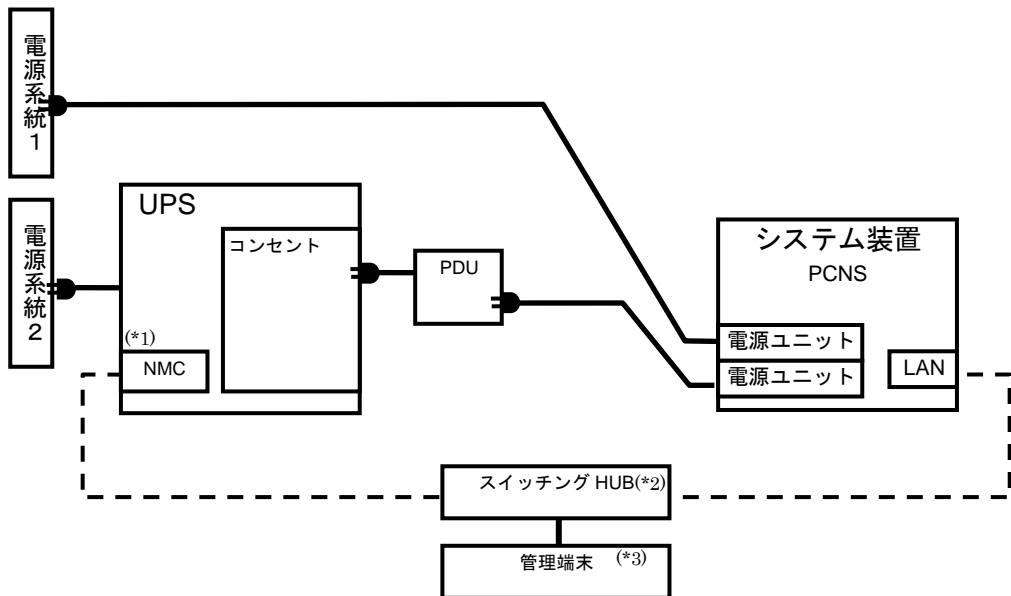 電源系統1
電源系統2
UPS
コンセント
(*1)
NMC
PDU
システム装置
PCNS
電源ユニット
電源ユニット
LAN
スイッチング HUB(*2)
管理端末 (*3)